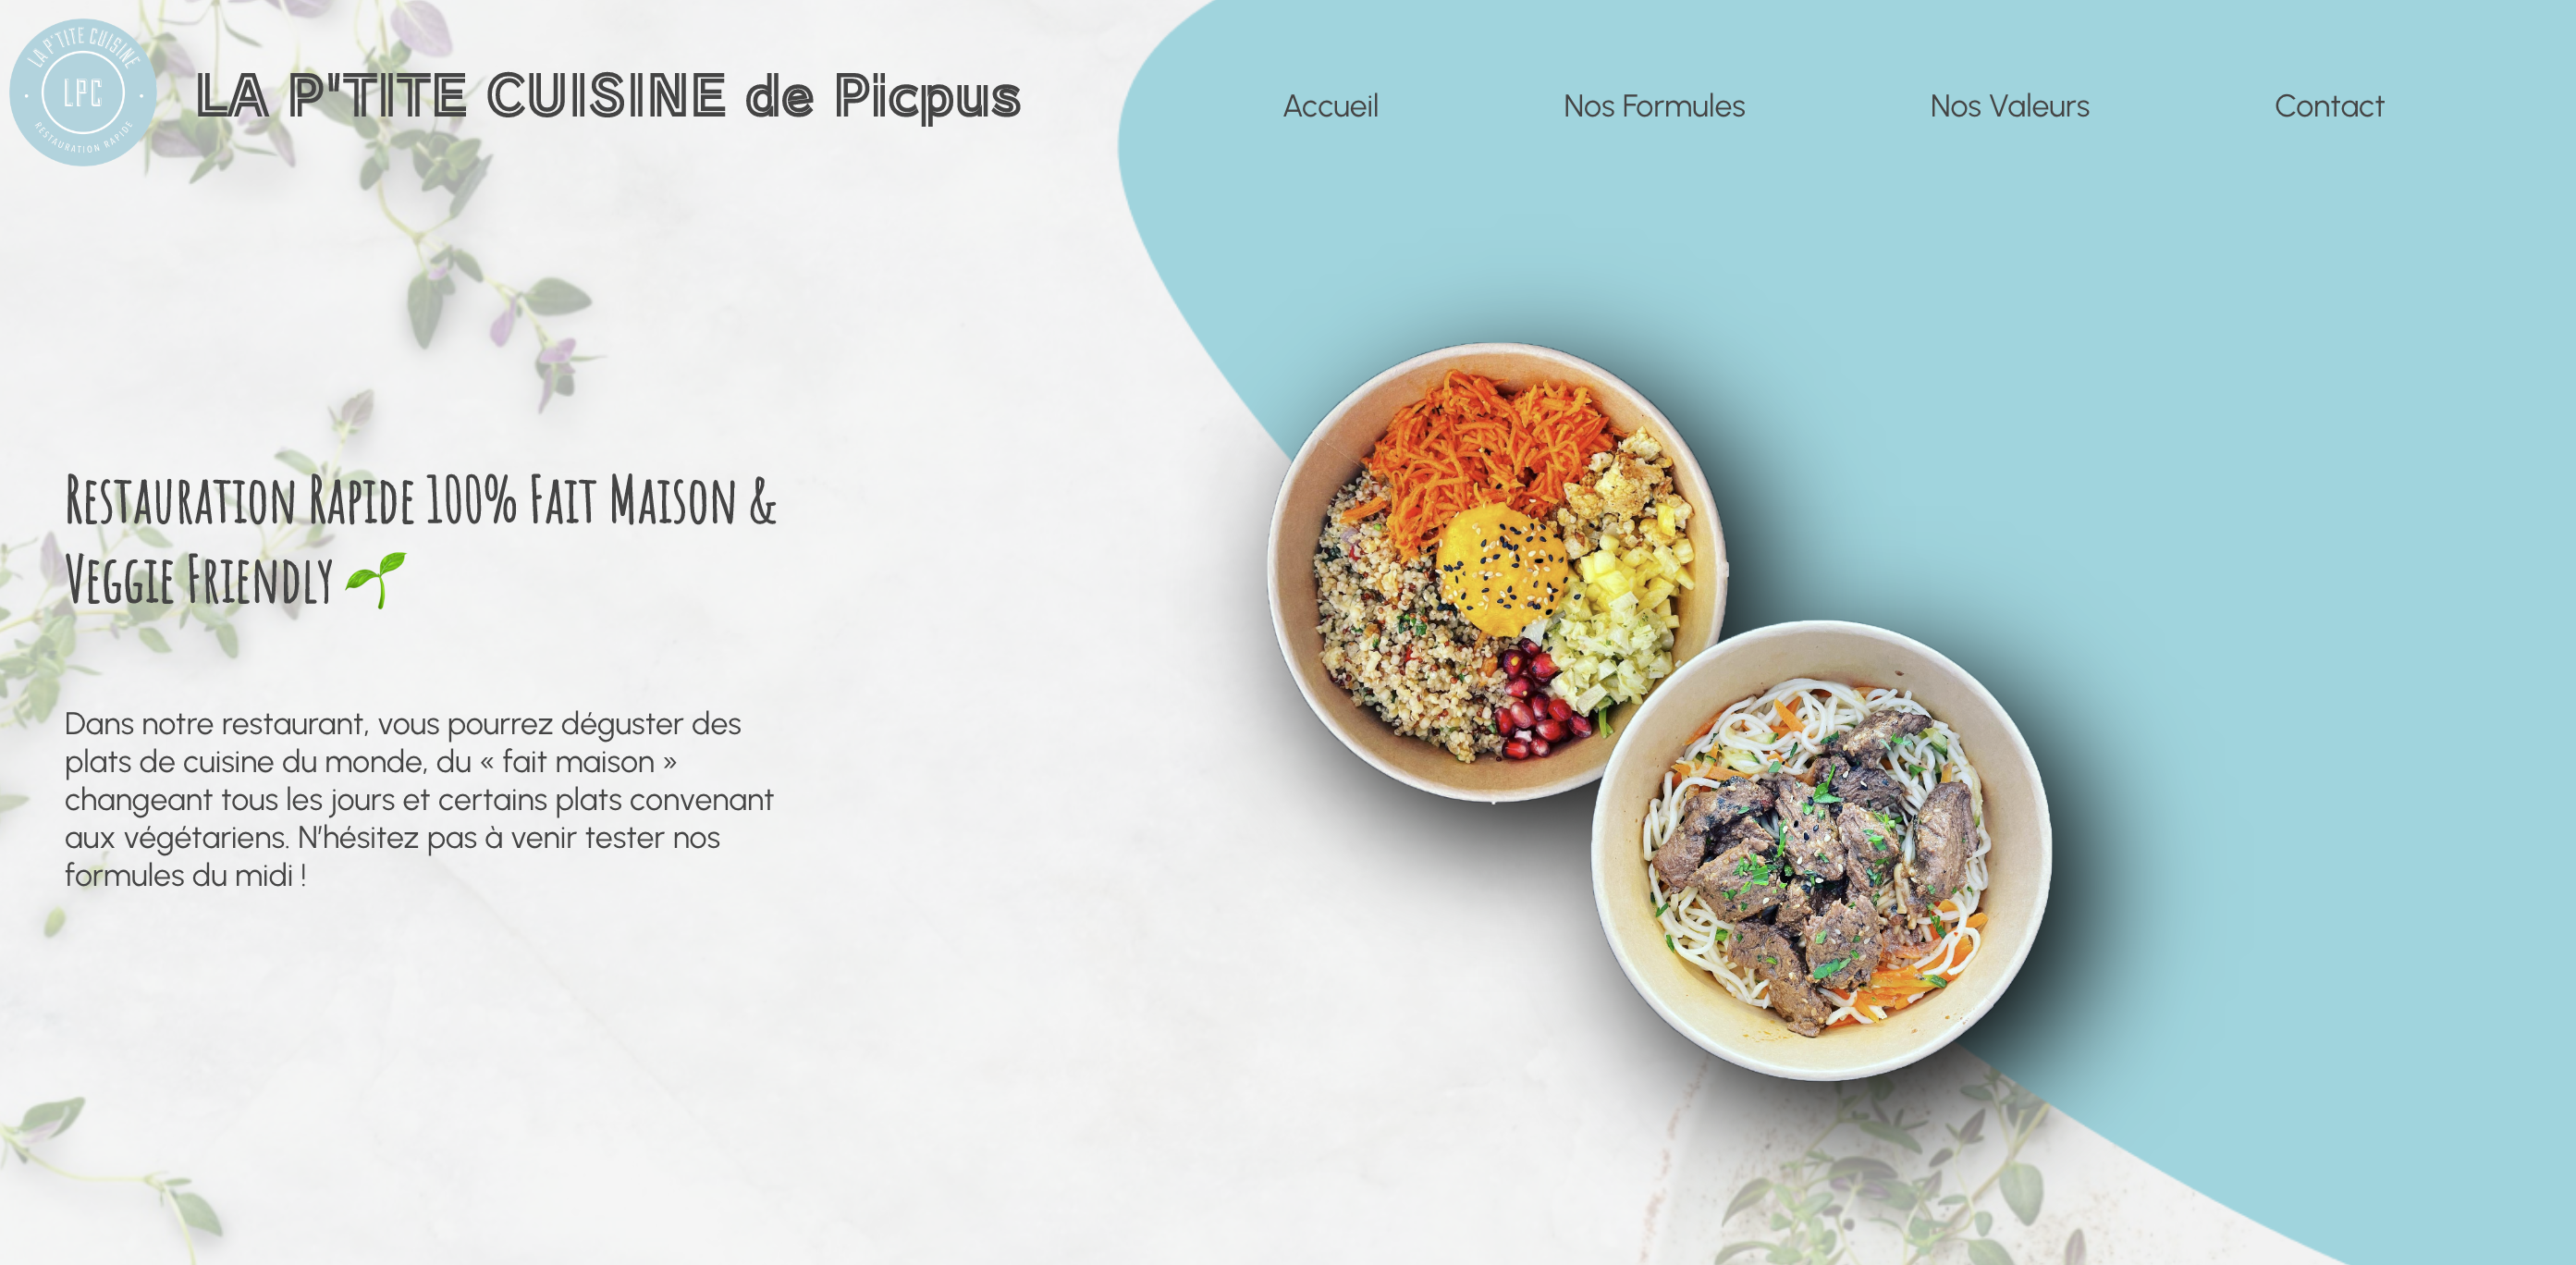 LA P'TITE CUISINE
LPC
RESTAURATION RAPIDE
LA P'TITE CUISINE de Picpus
Accueil
Nos Formules
Nos Valeurs
Contact
Restauration Rapide 100% Fait Maison &
Veggie Friendly 🌱
Dans notre restaurant, vous pourrez déguster des
plats de cuisine du monde, du « fait maison »
changeant tous les jours et certains plats convenant
aux végétariens. N'hésitez pas à venir tester nos
formules du midi !